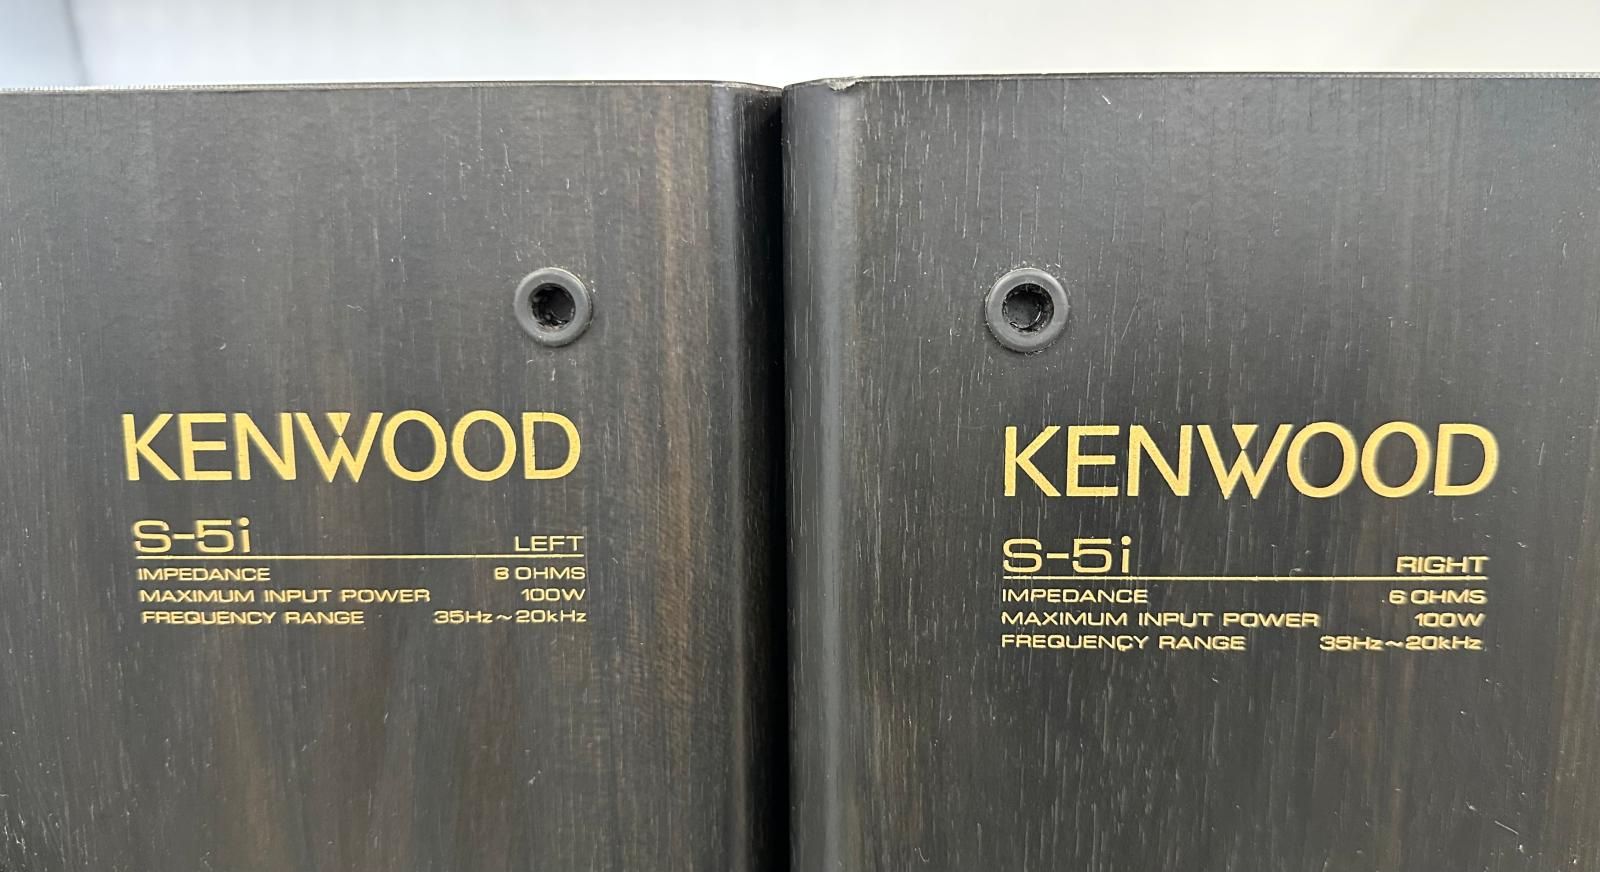 KENWOOD
S-5i LEFT
IMPEDANCE 6 OHMS
MAXIMUM INPUT POWER 100W
FREQUENCY RANGE 35Hz~20kHz
KENWOOD
S-5i RIGHT
IMPEDANCE 6 OHMS
MAXIMUM INPUT POWER 100W
FREQUENCY RANGE 35Hz~20kHz